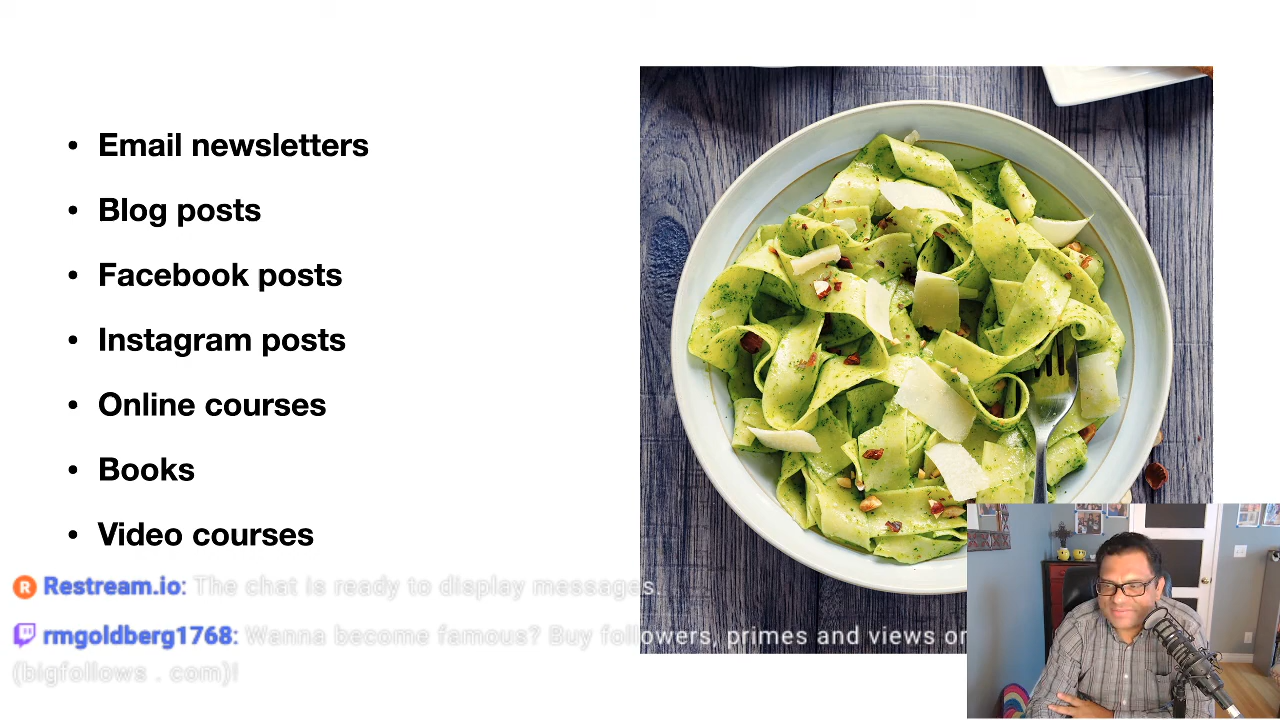 • Email newsletters
• Blog posts
• Facebook posts
• Instagram posts
• Online courses
• Books
• Video courses
Restream.io: The chat is ready to display messages.
rmgoldberg1768: Wanna become famous? Buy followers, primes and views on
(bigfollows . com)!